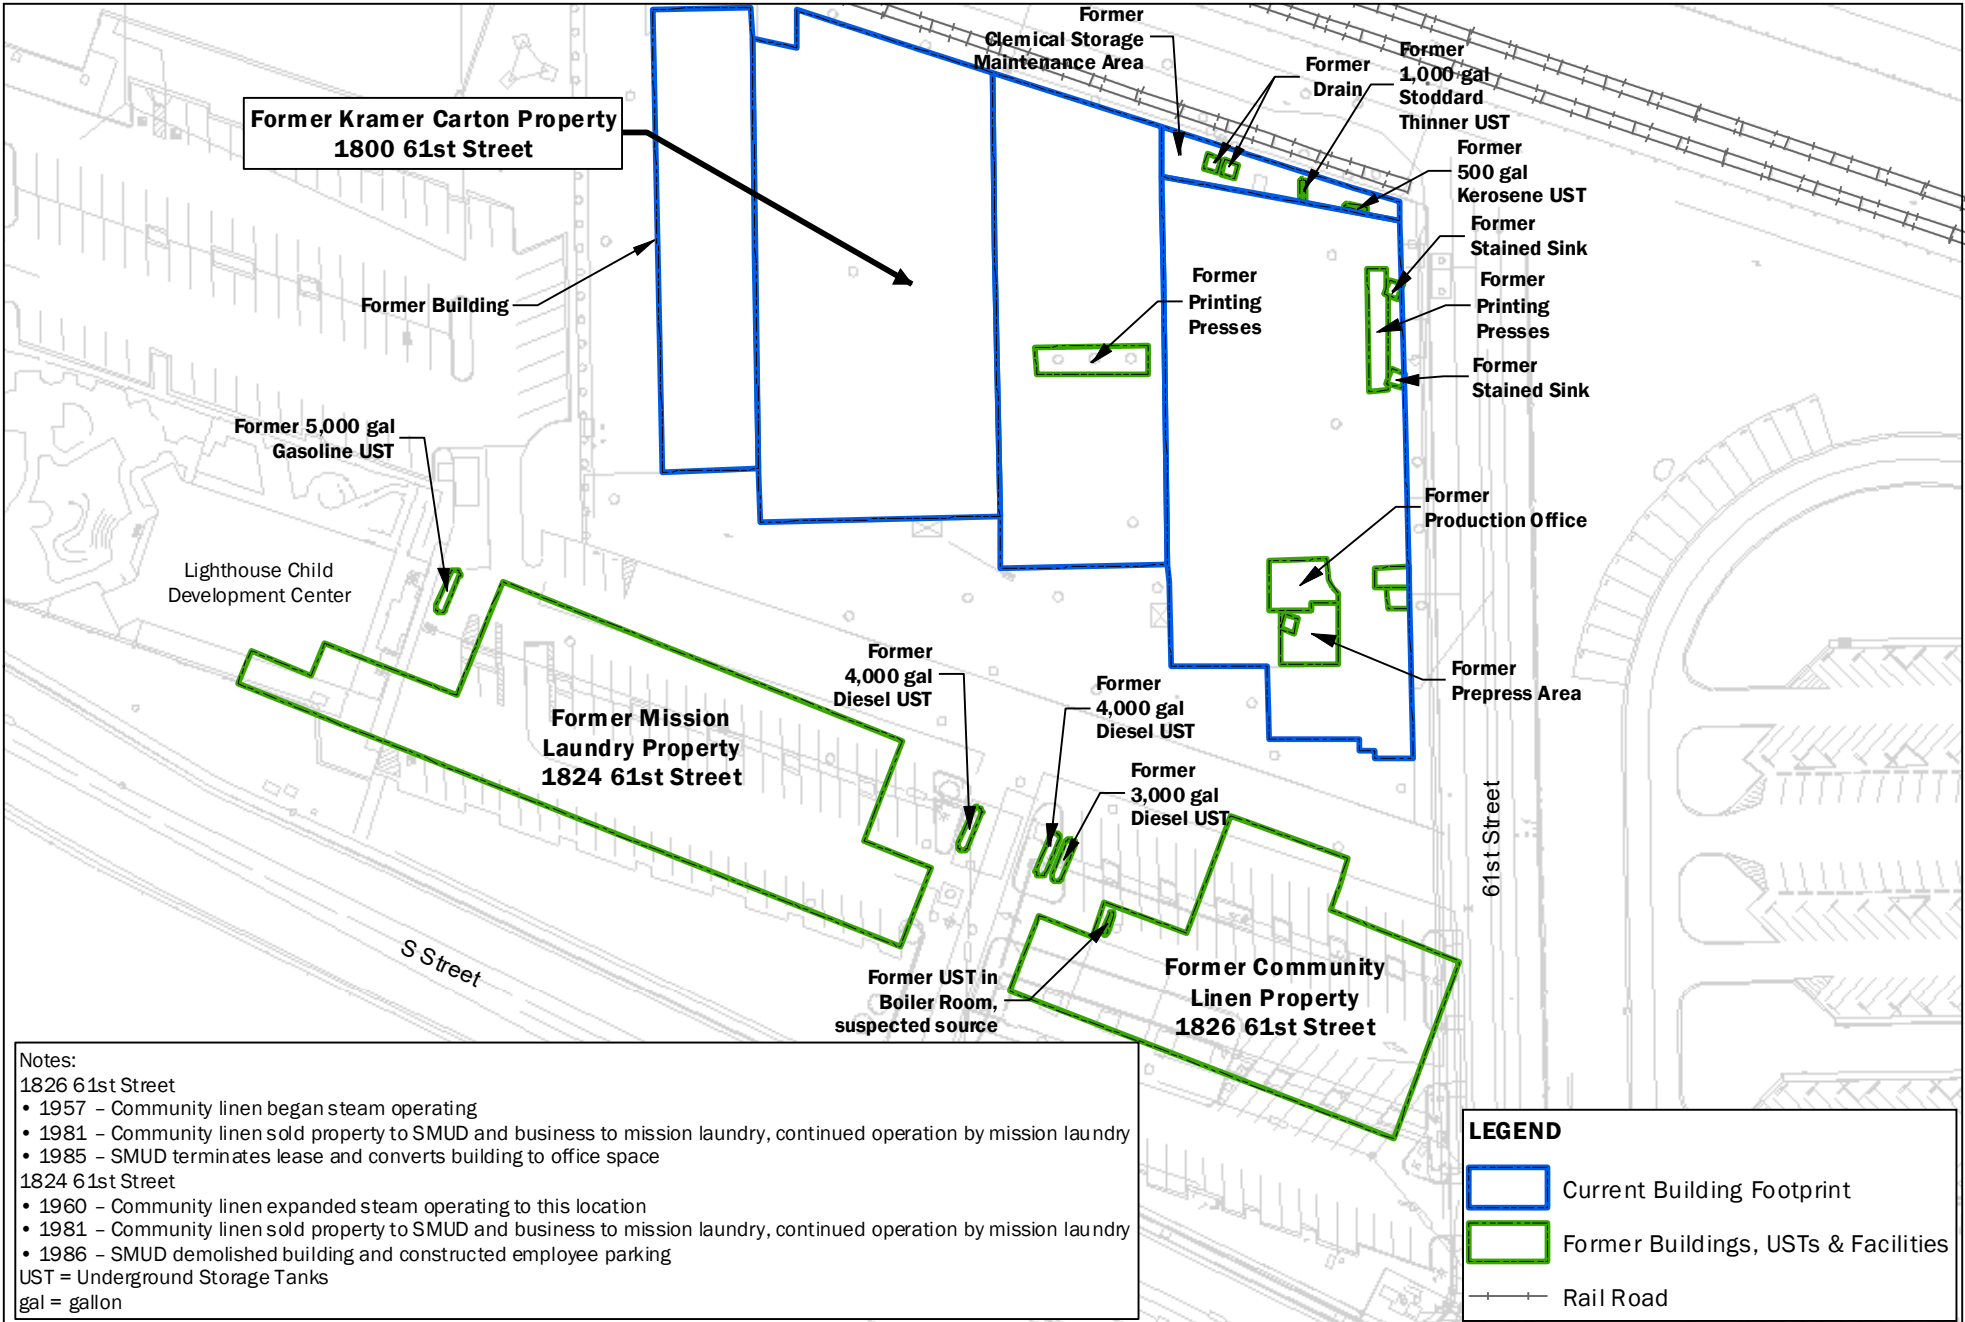 Former
Clemical Storage
Maintenance Area
Former
Drain
Former
1,000 gal
Stoddard
Thinner UST
Former
500 gal
Kerosene UST
Former
Stained Sink
Former
Printing
Presses
Former
Stained Sink
Former Kramer Carton Property
1800 61st Street
Former Building
Former
Printing
Presses
Former 5,000 gal
Gasoline UST
Former
Production Office
Lighthouse Child
Development Center
Former
Prepress Area
Former
4,000 gal
Diesel UST
Former
4,000 gal
Diesel UST
Former
3,000 gal
Diesel UST
Former Mission
Laundry Property
1824 61st Street
61st Street
S Street
Former UST in
Boiler Room,
suspected source
Former Community
Linen Property
1826 61st Street
Notes:
1826 61st Street
• 1957 – Community linen began steam operating
• 1981 – Community linen sold property to SMUD and business to mission laundry, continued operation by mission laundry
• 1985 – SMUD terminates lease and converts building to office space
1824 61st Street
• 1960 – Community linen expanded steam operating to this location
• 1981 – Community linen sold property to SMUD and business to mission laundry, continued operation by mission laundry
• 1986 – SMUD demolished building and constructed employee parking
UST = Underground Storage Tanks
gal = gallon
LEGEND
Current Building Footprint
Former Buildings, USTs & Facilities
Rail Road